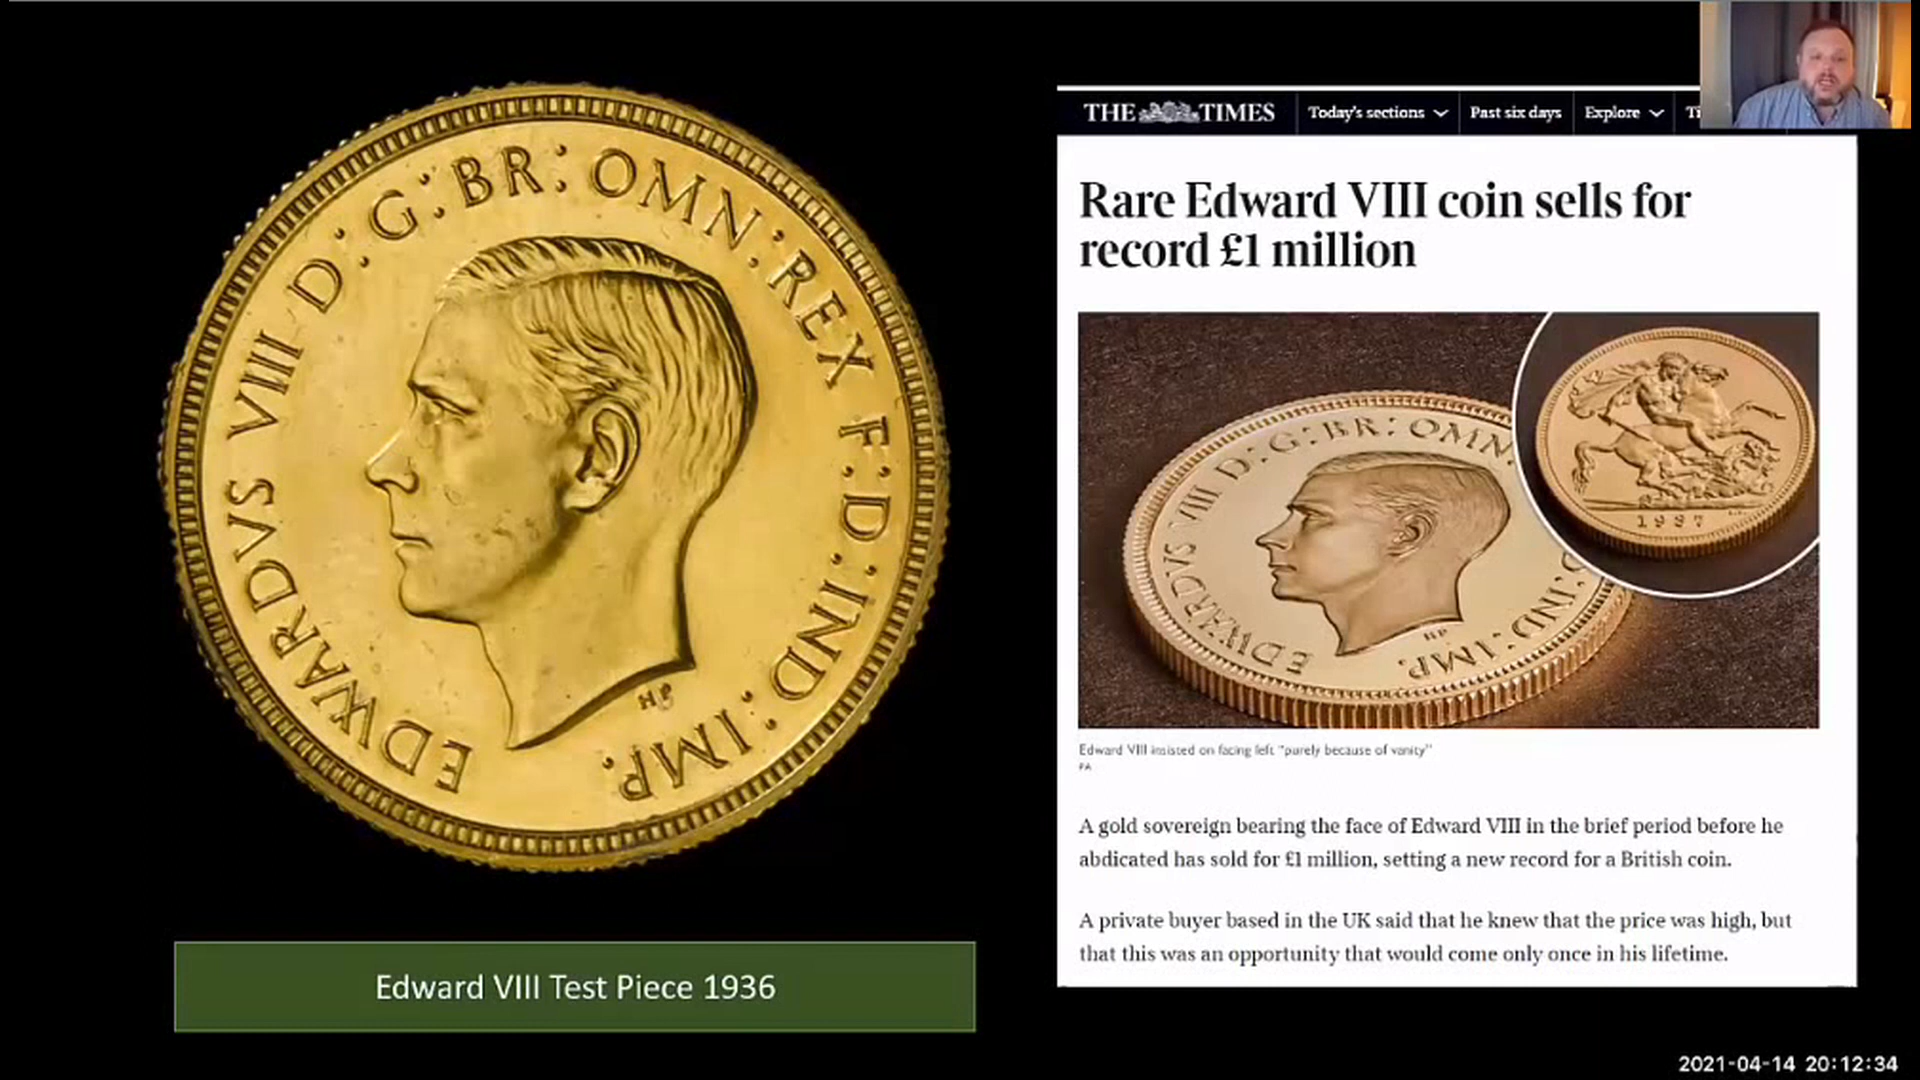 EDWARDVS VIII D: G: BR: OMN: REX F: D: IND: IMP.
HP
Edward VIII Test Piece 1936
THE TIMES
Today's sections
Past six days
Explore
Rare Edward VIII coin sells for
record £1 million
EDWARDVS VIII D: G: BR: OMN: D: IND: IMP.
HP
1937
Edward VIII insisted on facing left "purely because of vanity"
PA
A gold sovereign bearing the face of Edward VIII in the brief period before he
abdicated has sold for £1 million, setting a new record for a British coin.
A private buyer based in the UK said that he knew that the price was high, but
that this was an opportunity that would come only once in his lifetime.
2021-04-14 20:12:34